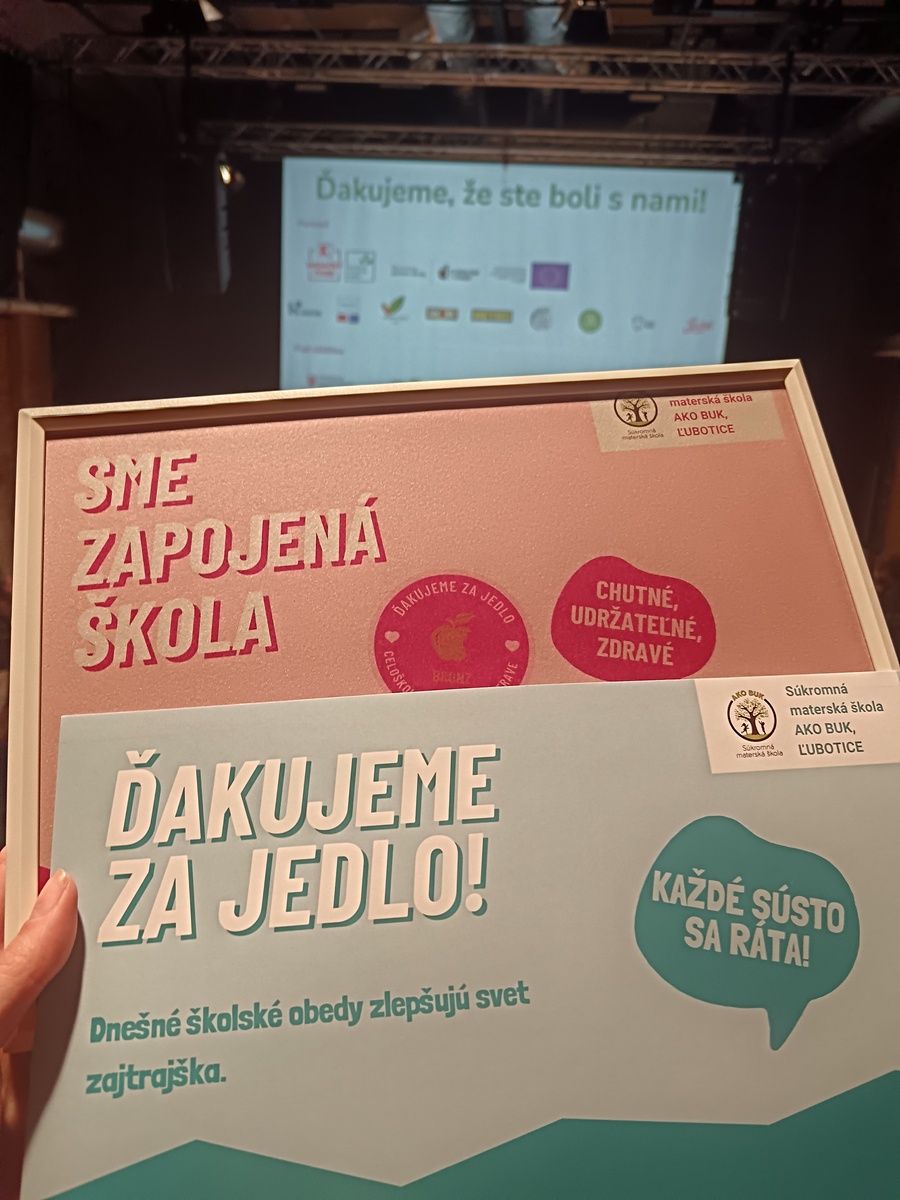 Ďakujeme, že ste boli s nami!
materská škola
AKO BUK,
ĽUBOTICE
Súkromná
materská škola
SME
ZAPOJENÁ
ŠKOLA
ĎAKUJEME ZA JEDLO
BRONZ
CHUTNÉ,
UDRŽATEĽNÉ,
ZDRAVÉ
AKO BUK
Súkromná
materská škola
Súkromná
materská škola
AKO BUK,
ĽUBOTICE
ĎAKUJEME
ZA JEDLO!
KAŽDÉ SÚSTO
SA RÁTA!
Dnešné školské obedy zlepšujú svet
zajtrajška.